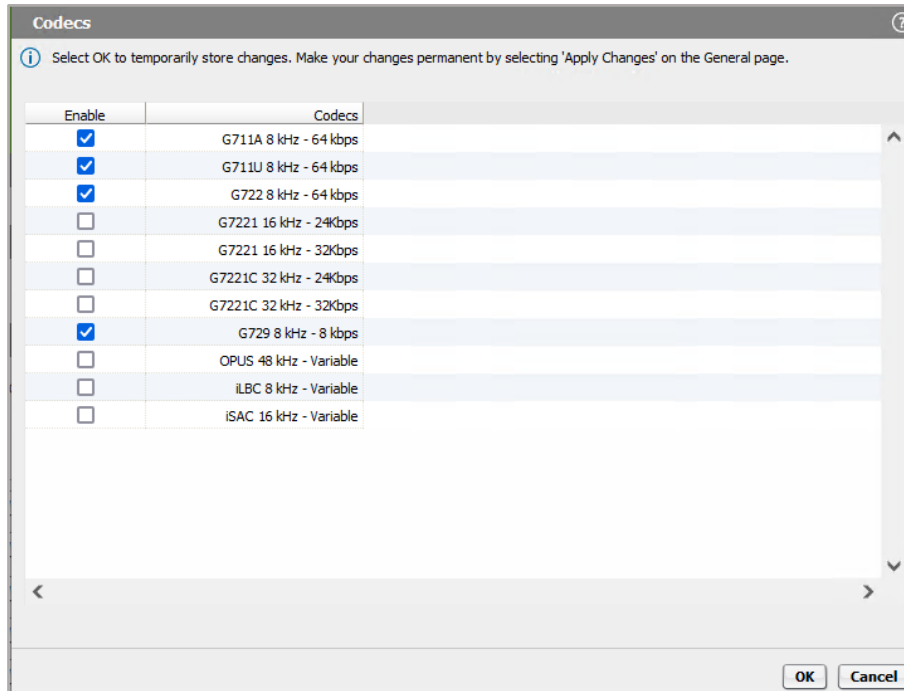 Codecs
Select OK to temporarily store changes. Make your changes permanent by selecting 'Apply Changes' on the General page.
Enable Codecs
G711A 8 kHz - 64 kbps
G711U 8 kHz - 64 kbps
G722 8 kHz - 64 kbps
G7221 16 kHz - 24Kbps
G7221 16 kHz - 32Kbps
G7221C 32 kHz - 24Kbps
G7221C 32 kHz - 32Kbps
G729 8 kHz - 8 kbps
OPUS 48 kHz - Variable
iLBC 8 kHz - Variable
iSAC 16 kHz - Variable
OK Cancel